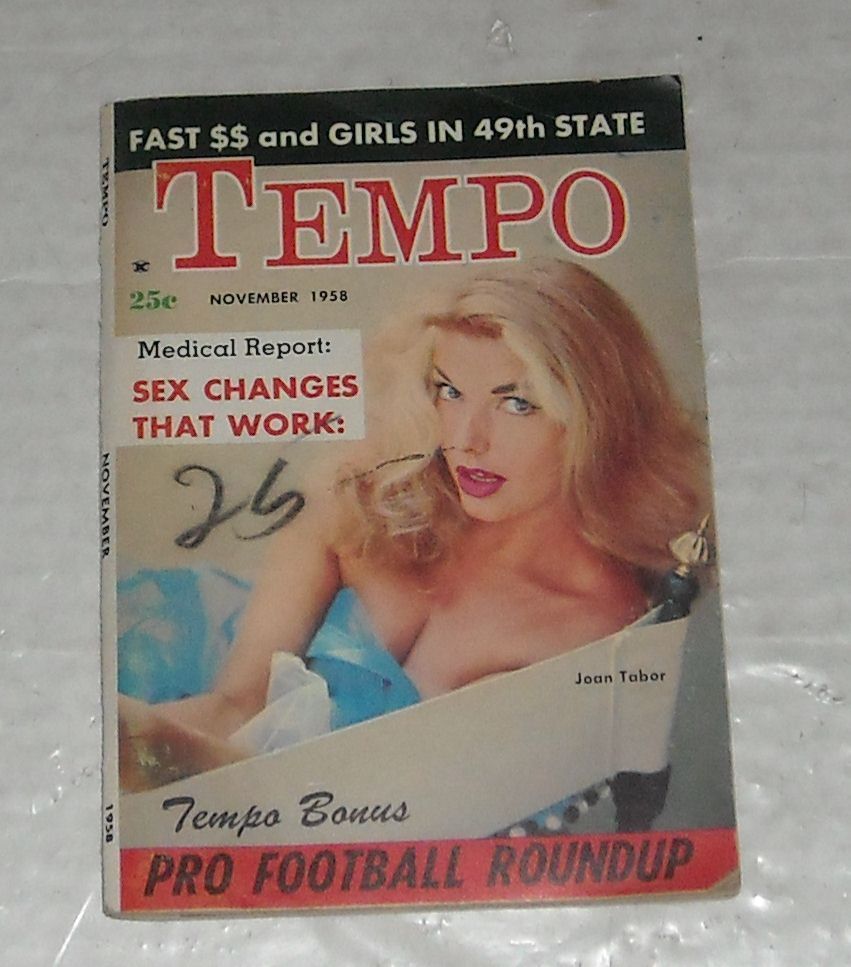 FAST $$ and GIRLS IN 49th STATE
TEMPO
25c NOVEMBER 1958
Medical Report:
SEX CHANGES
THAT WORK:
26
Joan Tabor
Tempo Bonus
PRO FOOTBALL ROUNDUP
TEMPO
NOVEMBER
1958